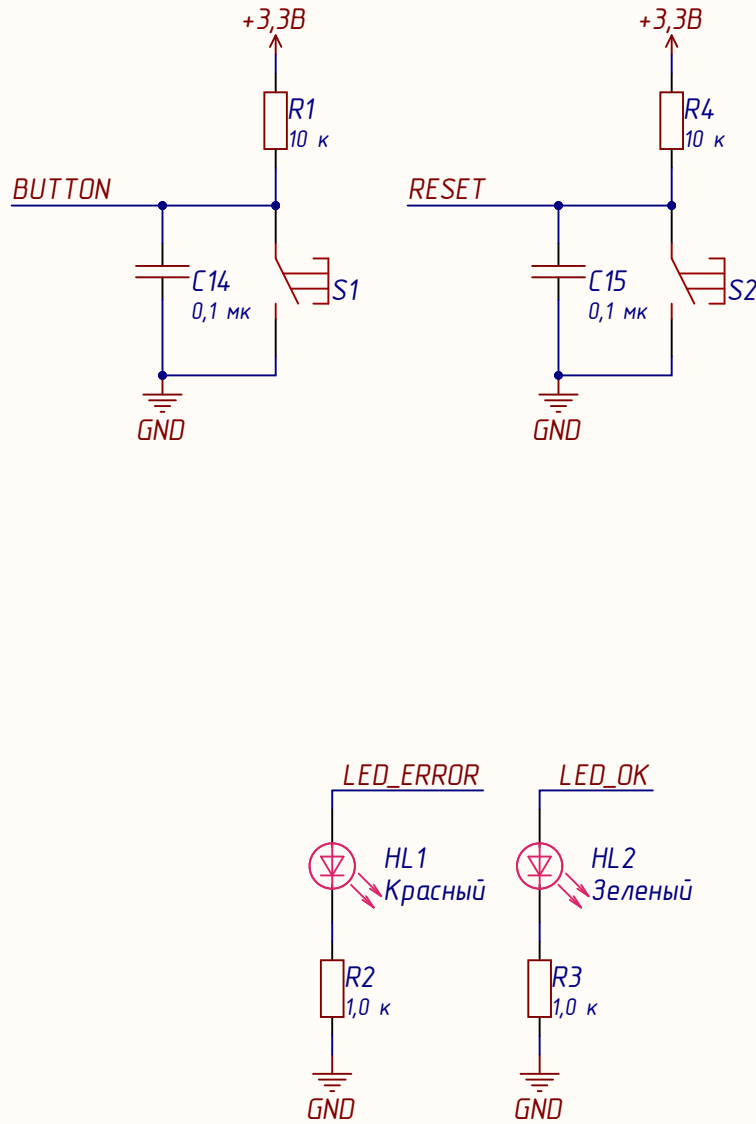 +3,3В
R1
10 к
BUTTON
C14
0,1 мк
S1
GND
+3,3В
R4
10 к
RESET
C15
0,1 мк
S2
GND
LED_ERROR
HL1
Красный
R2
1,0 к
GND
LED_OK
HL2
Зеленый
R3
1,0 к
GND